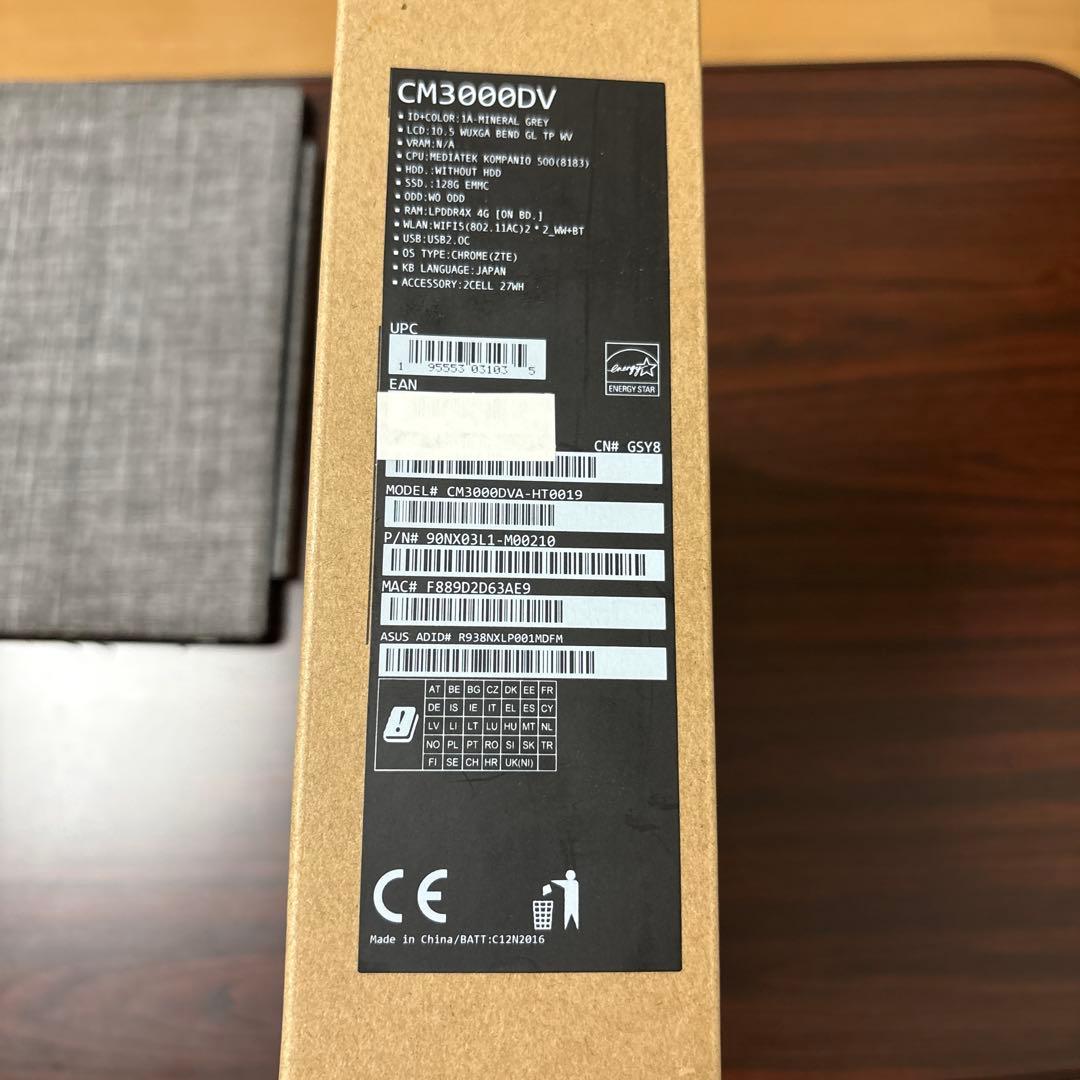 CM3000DV
▪ ID+COLOR:1A-MINERAL GREY
▪ LCD:10.5 WUXGA BEND GL TP WV
▪ VRAM:N/A
▪ CPU:MEDIATEK KOMPANIO 500(8183)
▪ HDD.:WITHOUT HDD
▪ SSD.:128G EMMC
▪ ODD:WO ODD
▪ RAM:LPDDR4X 4G [ON BD.]
▪ WLAN:WIFI5(802.11AC)2*2_WW+BT
▪ USB:USB2.0C
▪ OS TYPE:CHROME(ZTE)
▪ KB LANGUAGE:JAPAN
▪ ACCESSORY:2CELL 27WH
UPC
1 95553 03103 5
energy
ENERGY STAR
EAN
CN# GSY8
MODEL# CM3000DVA-HT0019
P/N# 90NX03L1-M00210
MAC# F889D2D63AE9
ASUS ADID# R938NXLP001MDFM
AT BE BG CZ DK EE FR
DE IS IE IT EL ES CY
LV LI LT LU HU MT NL
NO PL PT RO SI SK TR
FI SE CH HR UK(NI)
CE
Made in China/BATT:C12N2016